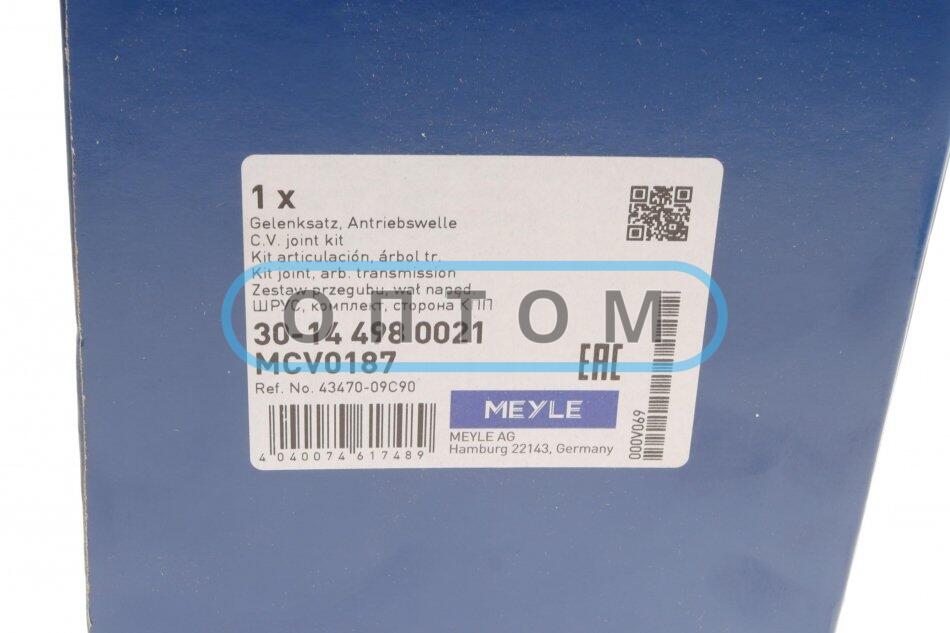 1 x
Gelenksatz, Antriebswelle
C.V. joint kit
Kit articulación, árbol tr.
Kit joint, arb. transmission
Zestaw przegubu, wał napęd.
ШРУС, комплект, сторона КПП
ОПТОМ
30-14 498 0021
MCV0187
EAC
Ref. No. 43470-09C90
MEYLE
MEYLE AG
Hamburg 22143, Germany
4 040074 617489
000V069